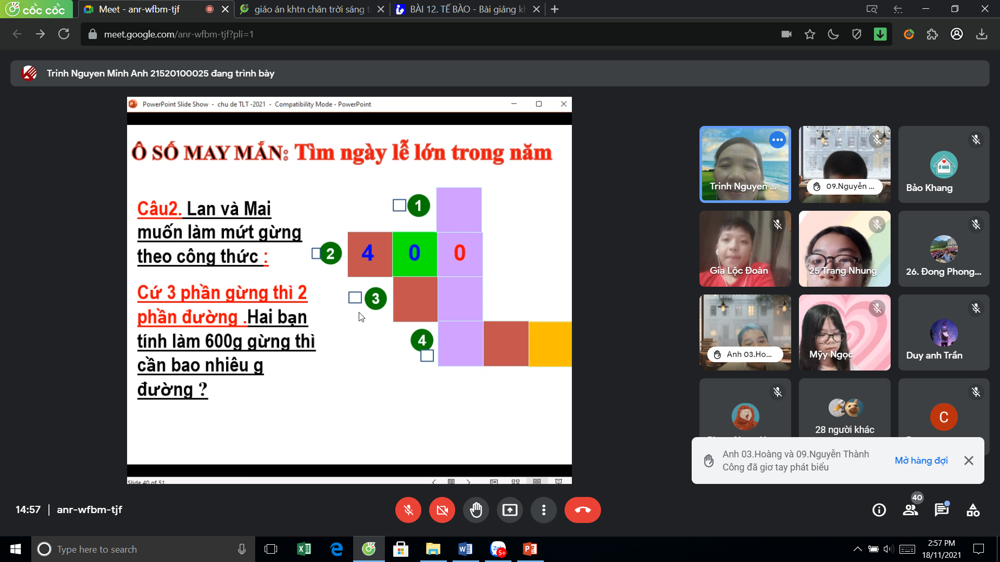 cốc cốc
Meet - anr-wfbm-tjf
giáo án khtn chân trời sáng t
BÀI 12. TẾ BÀO - Bài giảng kh
meet.google.com/anr-wfbm-tjf?pli=1
Trinh Nguyen Minh Anh 21520100025 đang trình bày
PowerPoint Slide Show - chu de TLT -2021 - Compatibility Mode - PowerPoint
Ô SỐ MAY MẮN: Tìm ngày lễ lớn trong năm
Câu2. Lan và Mai
muốn làm mứt gừng
theo công thức :
Cứ 3 phần gừng thì 2
phần đường .Hai bạn
tính làm 600g gừng thì
cần bao nhiêu g
đường ?
1
2
4 0 0
3
4
Slide 40 of 51
Trinh Nguyen ...
09.Nguyễn ...
Bảo Khang
Ở NHÀ
Gia Lộc Đoàn
25 Trang Nhung
26. Đong Phong...
Anh 03.Ho...
Mỹy Ngọc
Duy anh Trần
28 người khác
C
Anh 03.Hoàng và 09.Nguyễn Thành
Công đã giơ tay phát biểu
Mở hàng đợi
14:57 | anr-wfbm-tjf
40
Type here to search
5+
2:57 PM
18/11/2021